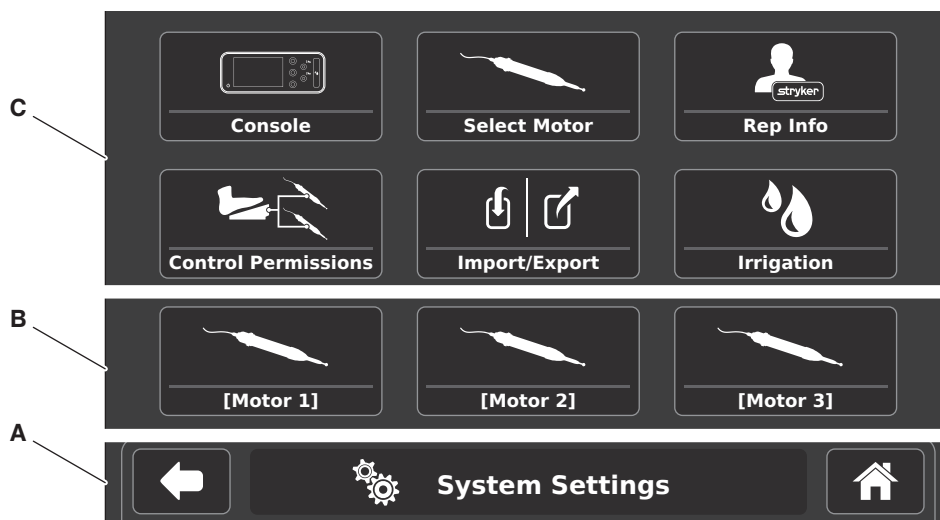 C
stryker
Console
Select Motor
Rep Info
Control Permissions
Import/Export
Irrigation
B
[Motor 1]
[Motor 2]
[Motor 3]
A
System Settings